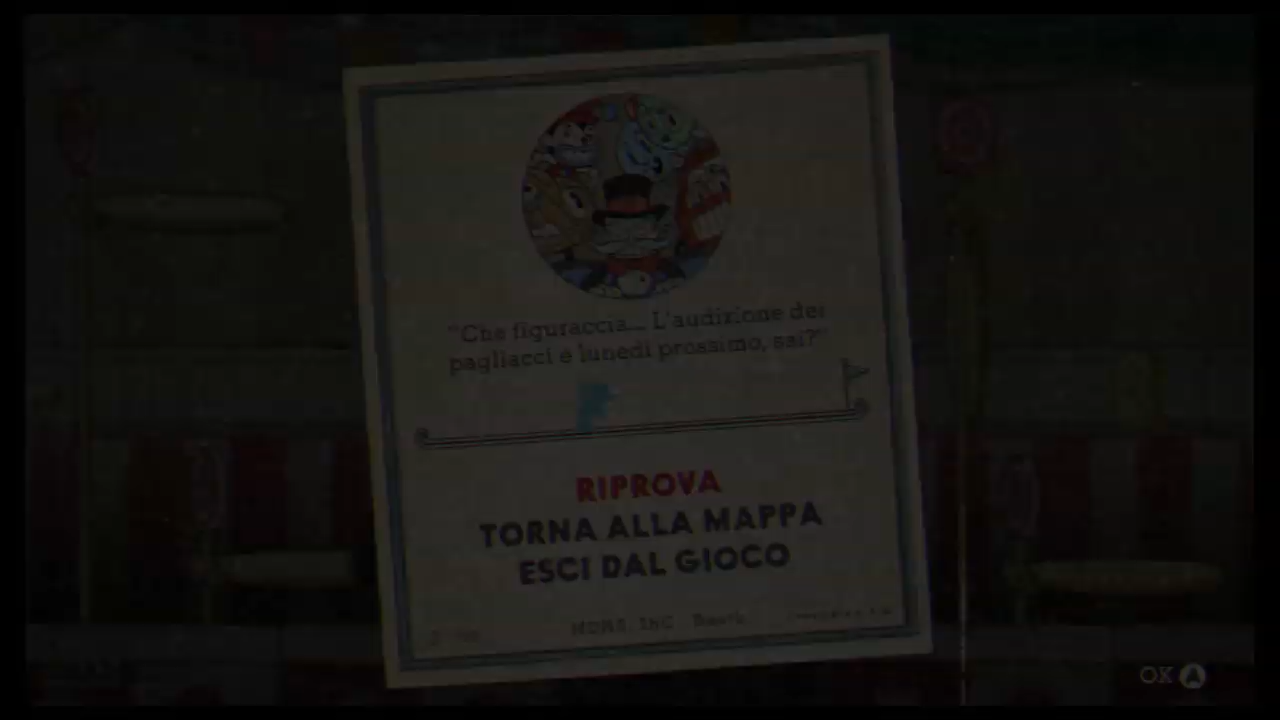 "Che figuraccia... L'audizione dei
pagliacci è lunedì prossimo, sai?"
RIPROVA
TORNA ALLA MAPPA
ESCI DAL GIOCO
OK A